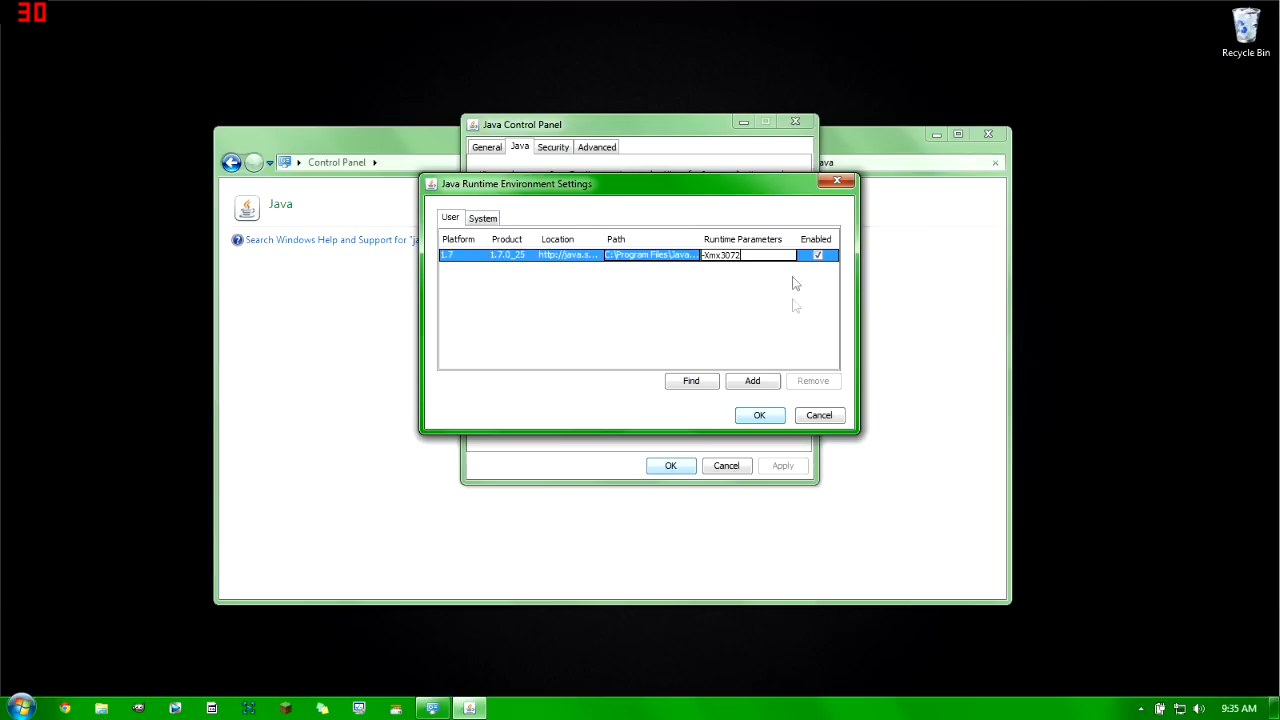 30
Recycle Bin
Java Control Panel
General Java Security Advanced
Control Panel
ava
Java Runtime Environment Settings
Java
User System
Search Windows Help and Support for "ja
Platform Product Location Path Runtime Parameters Enabled
1.7 1.7.0_25 http://java.s... C:\Program Files\Java... -Xmx3072
Find Add Remove
OK Cancel
OK Cancel Apply
9:35 AM